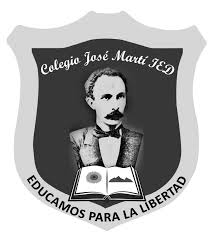 Colegio José Martí IED
EDUCAMOS PARA LA LIBERTAD